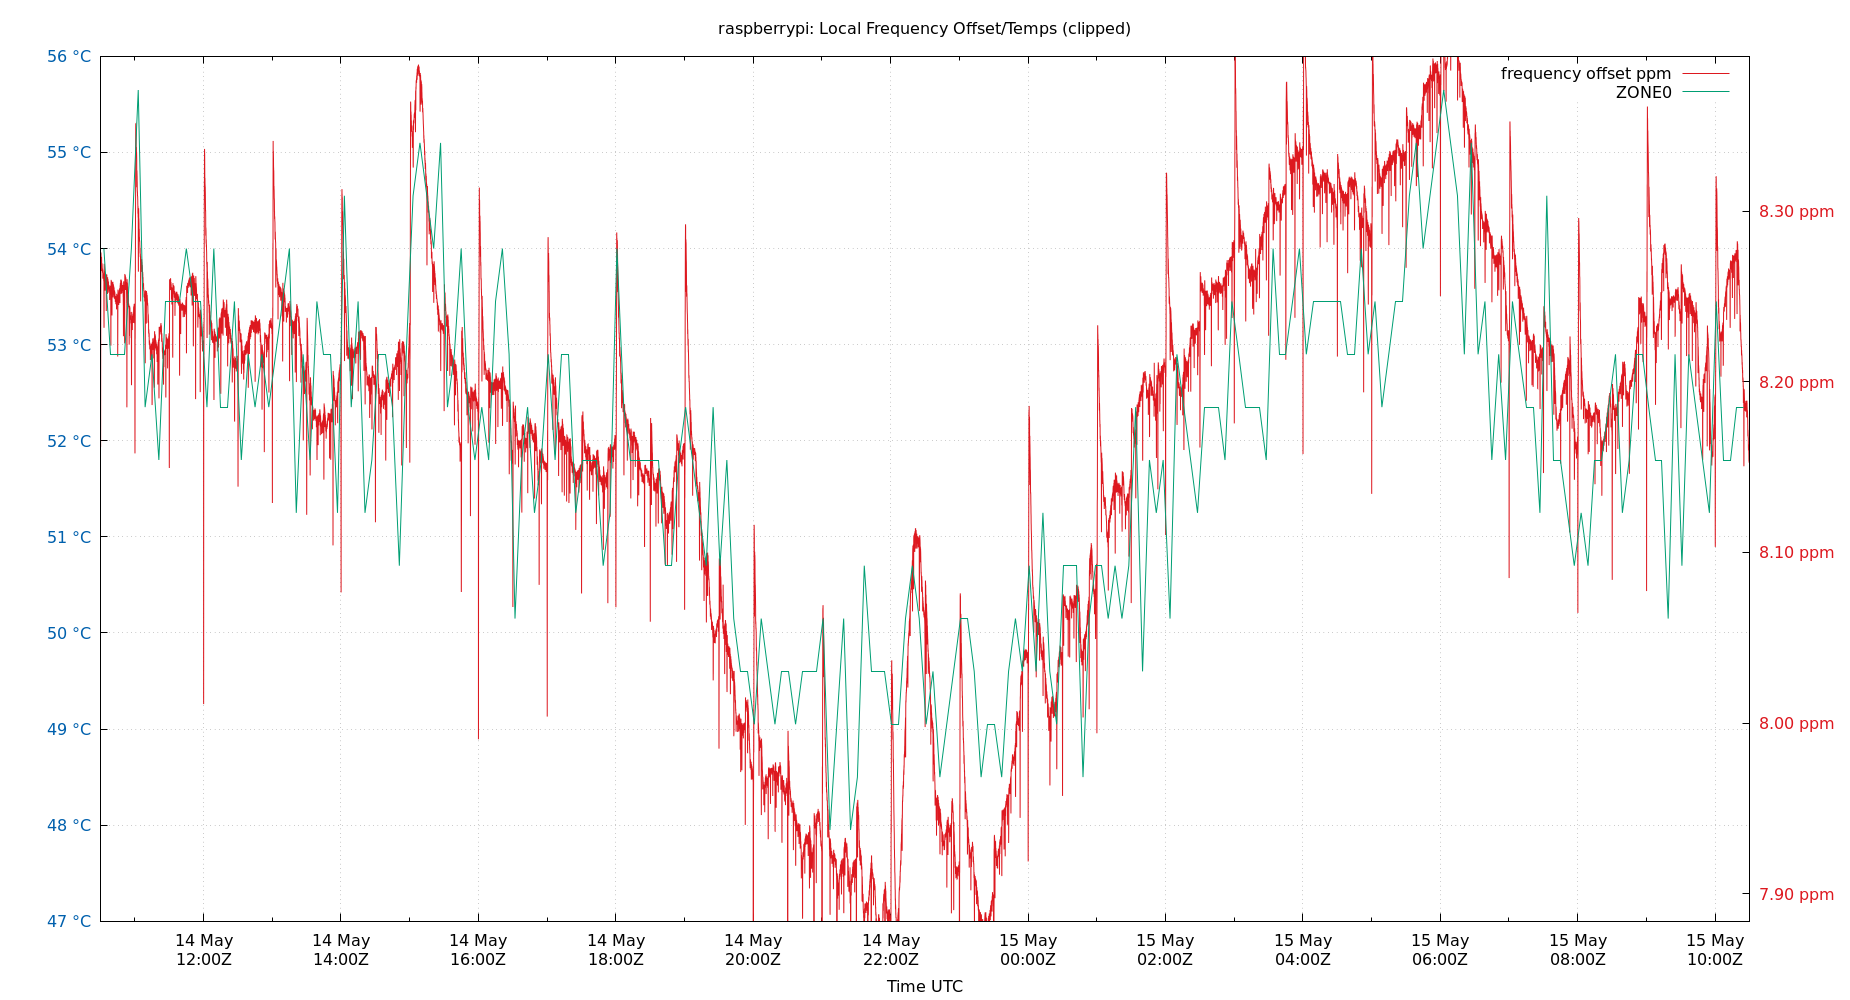 raspberrypi: Local Frequency Offset/Temps (clipped)
frequency offset ppm
ZONE0
56 °C
55 °C
54 °C
53 °C
52 °C
51 °C
50 °C
49 °C
48 °C
47 °C
8.30 ppm
8.20 ppm
8.10 ppm
8.00 ppm
7.90 ppm
14 May 12:00Z
14 May 14:00Z
14 May 16:00Z
14 May 18:00Z
14 May 20:00Z
14 May 22:00Z
15 May 00:00Z
15 May 02:00Z
15 May 04:00Z
15 May 06:00Z
15 May 08:00Z
15 May 10:00Z
Time UTC